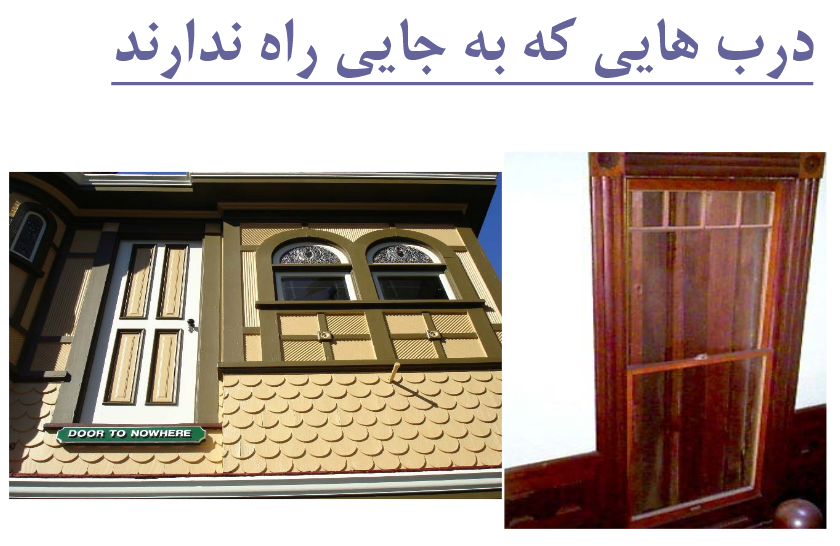 درب هایی که به جایی راه ندارند
DOOR TO NOWHERE